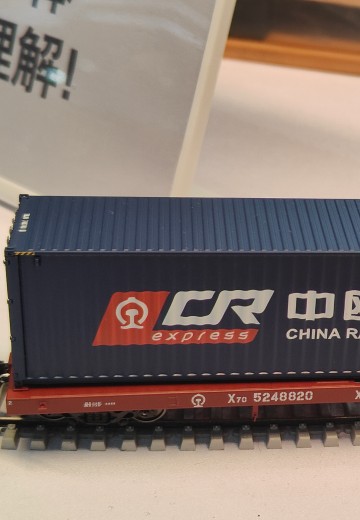 理解!
CR 中国
express CHINA RA
X70 5248820 X